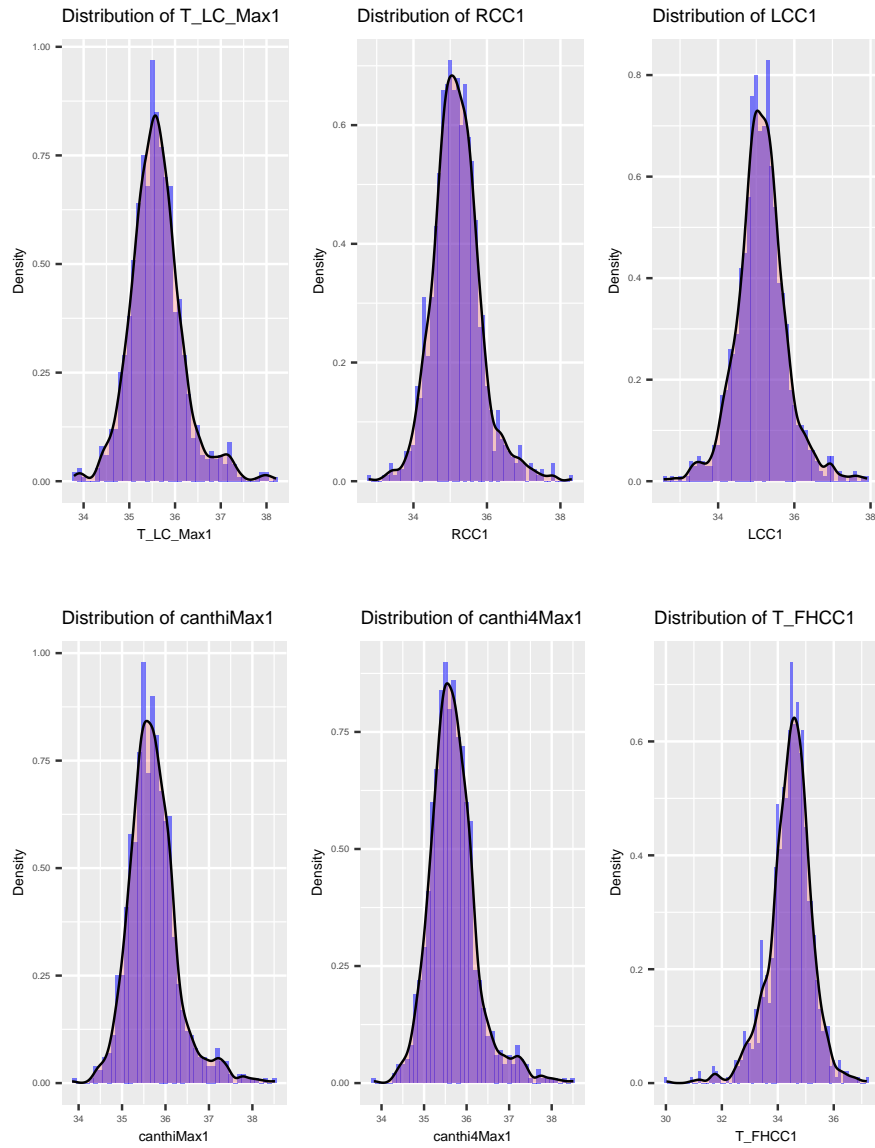 Distribution of T_LC_Max1
Density
0.00
0.25
0.50
0.75
1.00
34 35 36 37 38
T_LC_Max1
Distribution of RCC1
Density
0.0
0.2
0.4
0.6
34 36 38
RCC1
Distribution of LCC1
Density
0.0
0.2
0.4
0.6
0.8
34 36 38
LCC1
Distribution of canthiMax1
Density
0.00
0.25
0.50
0.75
1.00
34 35 36 37 38
canthiMax1
Distribution of canthi4Max1
Density
0.00
0.25
0.50
0.75
34 35 36 37 38
canthi4Max1
Distribution of T_FHCC1
Density
0.0
0.2
0.4
0.6
30 32 34 36
T_FHCC1